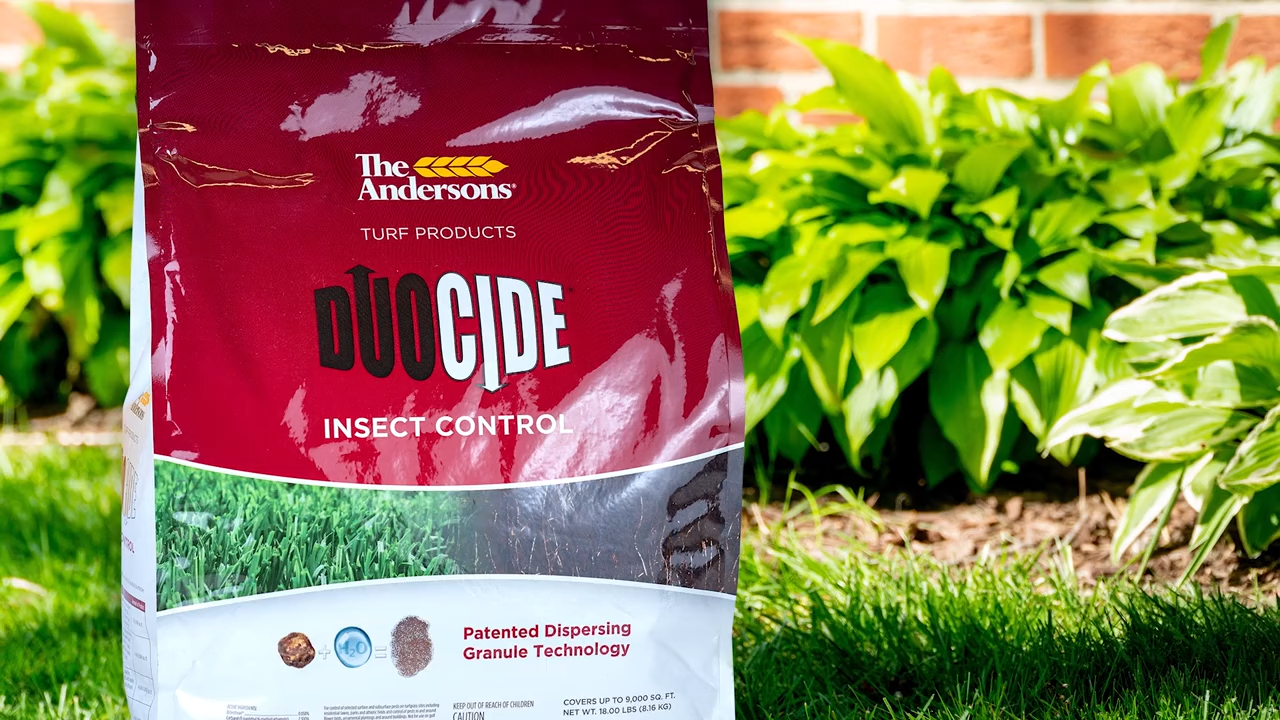 The
Andersons®
TURF PRODUCTS
DUOCIDE
INSECT CONTROL
+ H₂O =
Patented Dispersing
Granule Technology
KEEP OUT OF REACH OF CHILDREN
CAUTION
COVERS UP TO 9,000 SQ. FT.
NET WT. 18.00 LBS (8.16 KG)